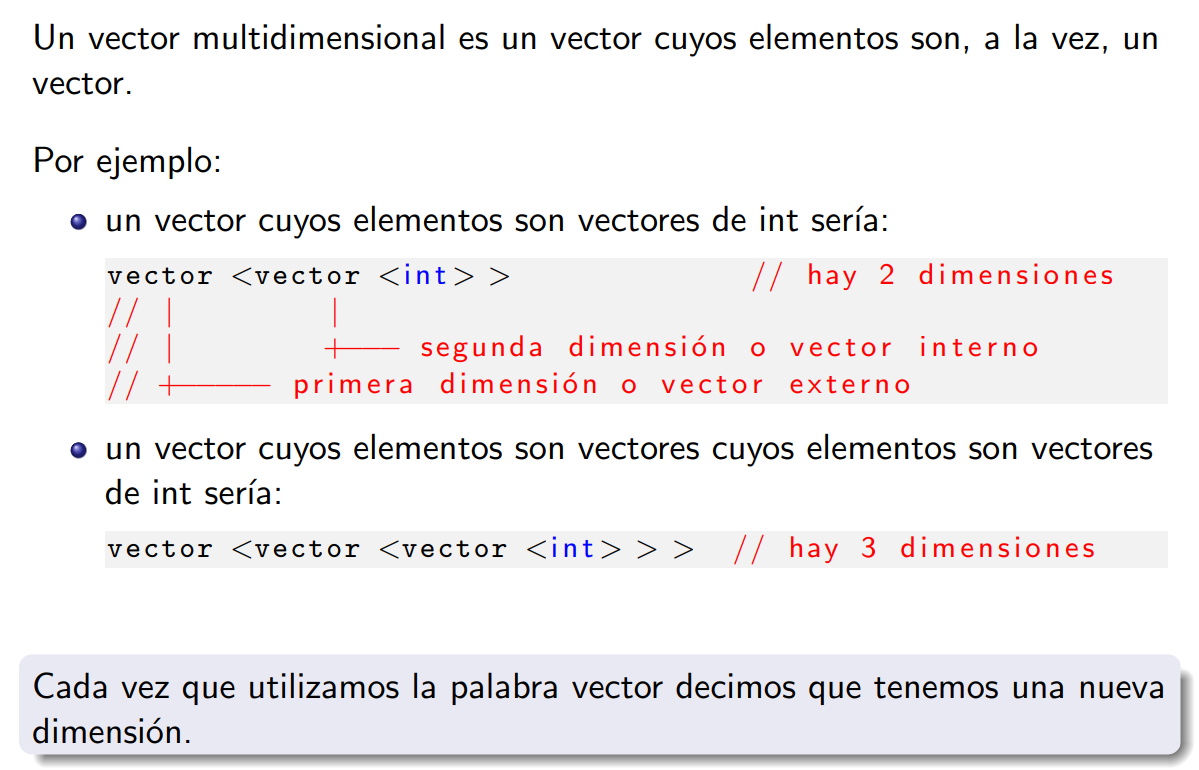 Un vector multidimensional es un vector cuyos elementos son, a la vez, un
vector.
Por ejemplo:
un vector cuyos elementos son vectores de int sería:
vector <vector <int> > // hay 2 dimensiones
// | |
// | +—— segunda dimensión o vector interno
// +———— primera dimensión o vector externo
un vector cuyos elementos son vectores cuyos elementos son vectores
de int sería:
vector <vector <vector <int> > > // hay 3 dimensiones
Cada vez que utilizamos la palabra vector decimos que tenemos una nueva
dimensión.